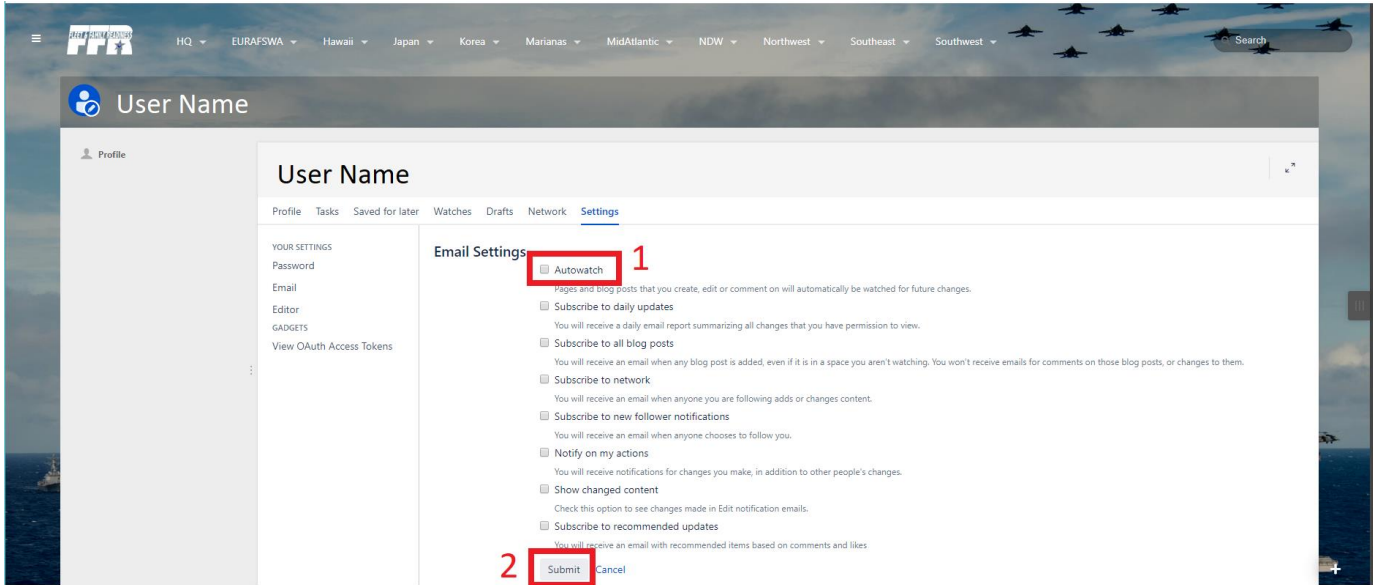 FLEET & FAMILY READINESS
FFR
HQ EURAFSWA Hawaii Japan Korea Marianas MidAtlantic NDW Northwest Southeast Southwest Search
User Name
Profile
User Name
Profile Tasks Saved for later Watches Drafts Network Settings
YOUR SETTINGS
Password
Email
Editor
GADGETS
View OAuth Access Tokens
Email Settings
Autowatch 1
Pages and blog posts that you create, edit or comment on will automatically be watched for future changes.
Subscribe to daily updates
You will receive a daily email report summarizing all changes that you have permission to view.
Subscribe to all blog posts
You will receive an email when any blog post is added, even if it is in a space you aren't watching. You won't receive emails for comments on those blog posts, or changes to them.
Subscribe to network
You will receive an email when anyone you are following adds or changes content.
Subscribe to new follower notifications
You will receive an email when anyone chooses to follow you.
Notify on my actions
You will receive notifications for changes you make, in addition to other people's changes.
Show changed content
Check this option to see changes made in Edit notification emails.
Subscribe to recommended updates
You will receive an email with recommended items based on comments and likes
2 Submit Cancel